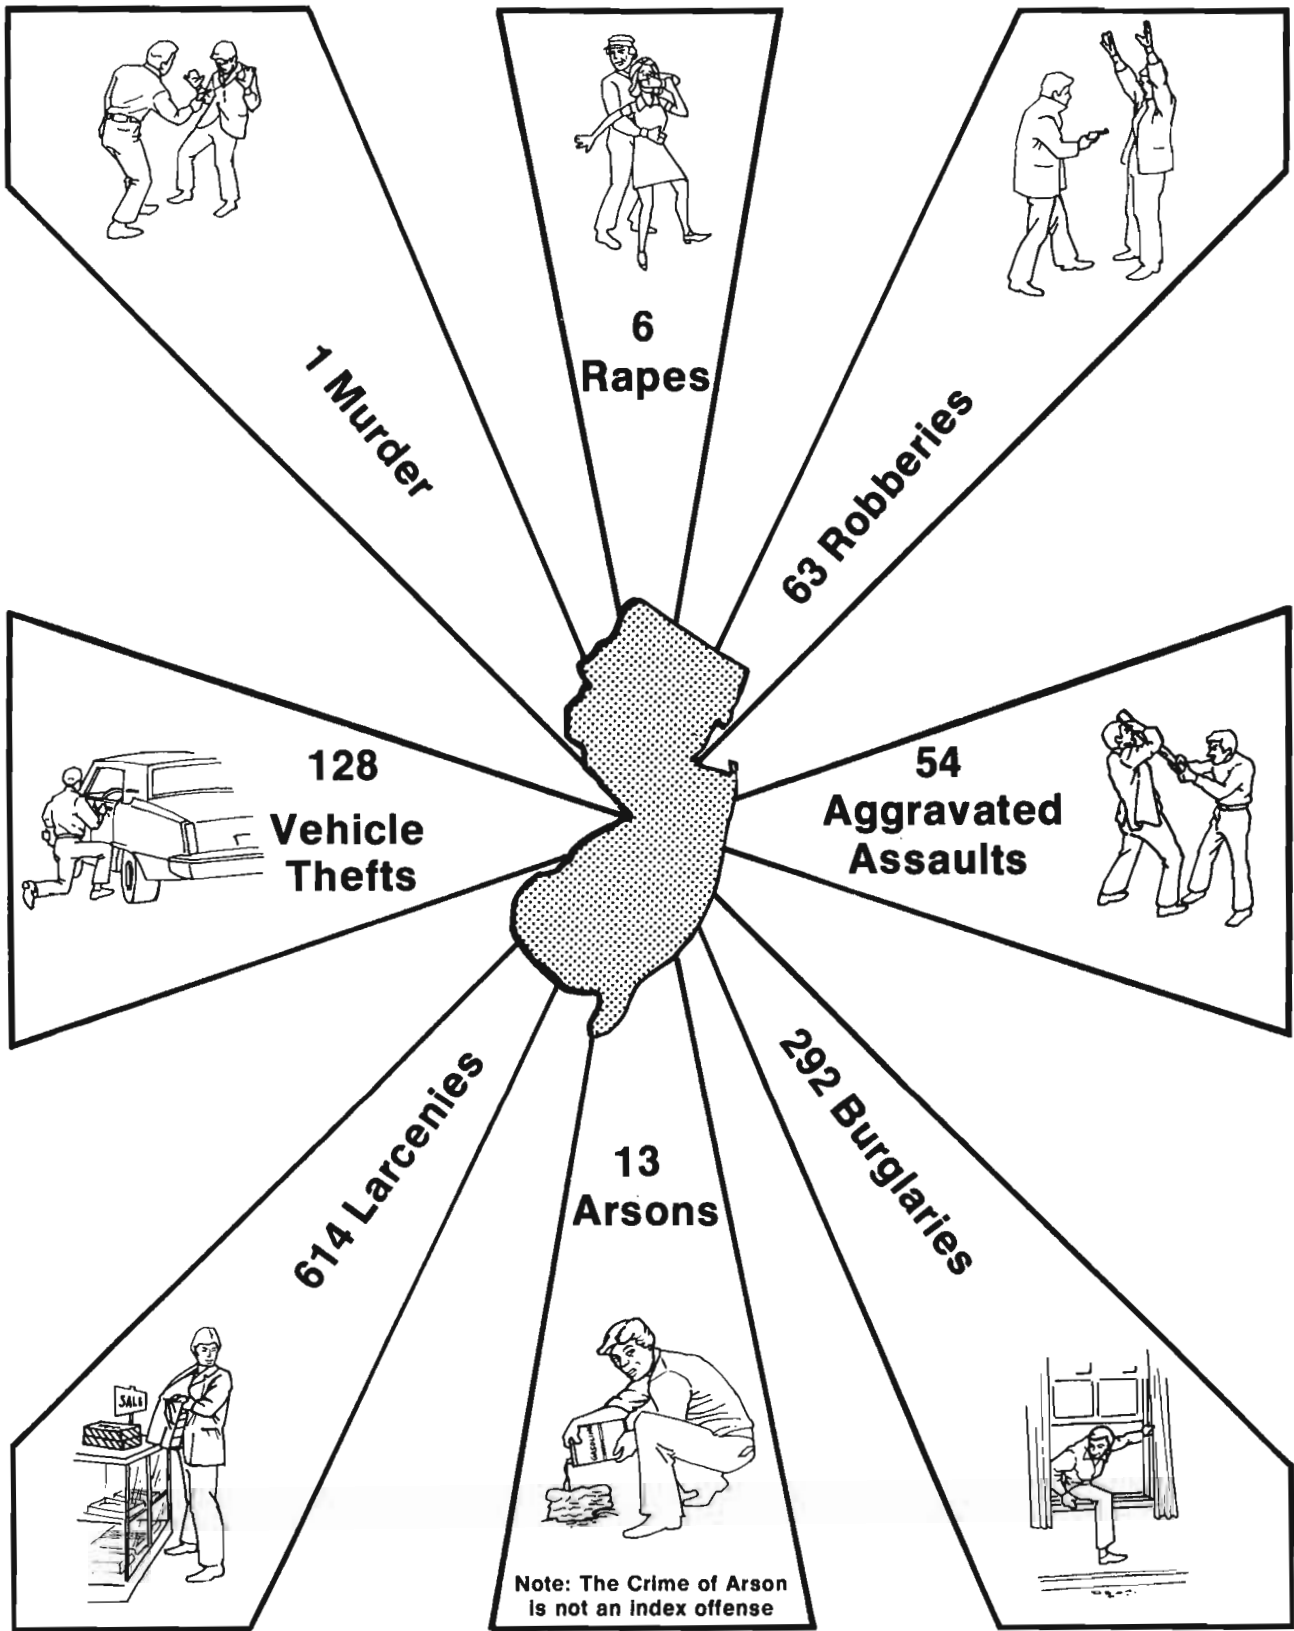 1 Murder
6
Rapes
63 Robberies
128
Vehicle
Thefts
54
Aggravated
Assaults
614 Larcenies
13
Arsons
292 Burglaries
SALE
GASOLINE
Note: The Crime of Arson
is not an index offense